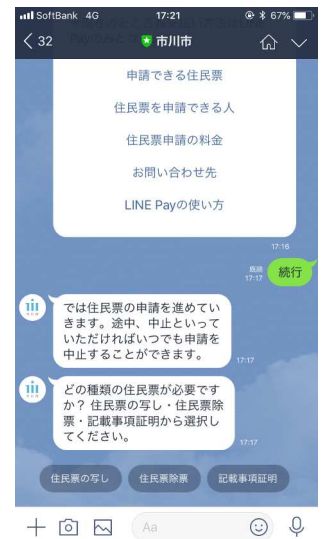 SoftBank 4G 17:21 67%
32 市川市
申請できる住民票
住民票を申請できる人
住民票申請の料金
お問い合わせ先
LINE Payの使い方
17:16
既読
17:17
続行
では住民票の申請を進めてい
きます。途中、中止といって
いただければいつでも申請を
中止することができます。
17:17
どの種類の住民票が必要です
か？ 住民票の写し・住民票除
票・記載事項証明から選択し
てください。
17:17
住民票の写し 住民票除票 記載事項証明
Aa